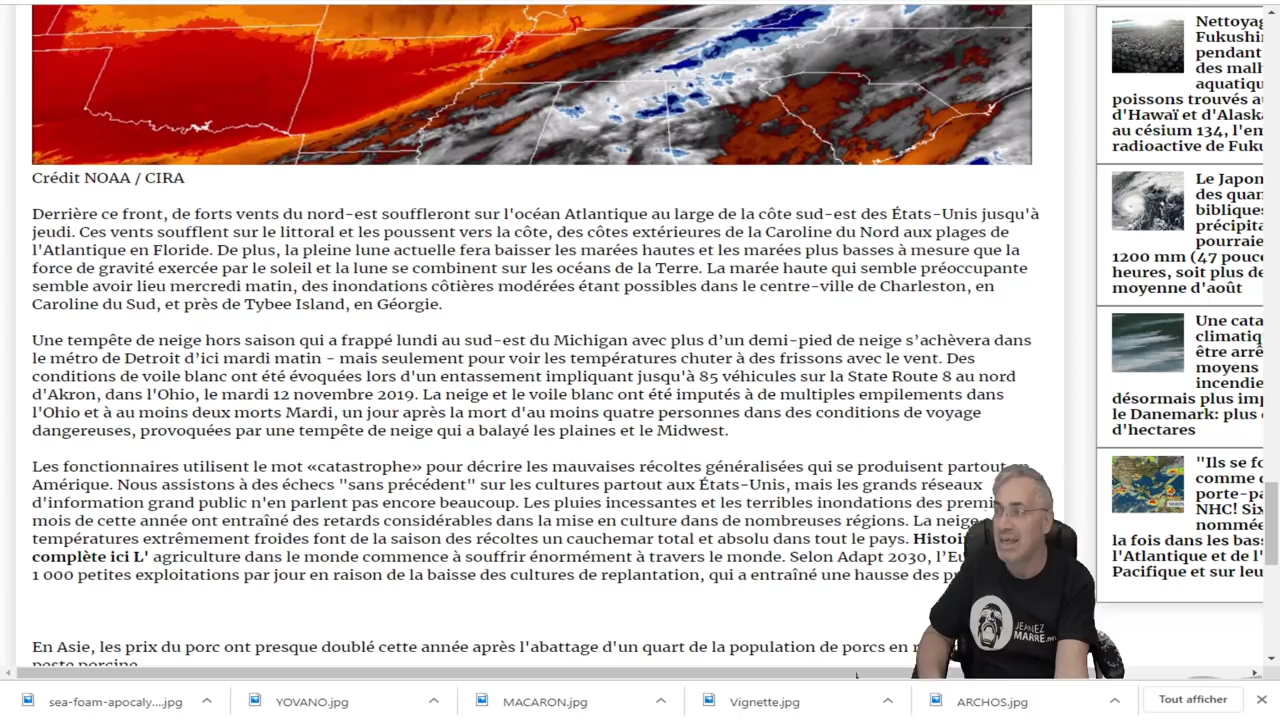 Crédit NOAA / CIRA
Derrière ce front, de forts vents du nord-est souffleront sur l'océan Atlantique au large de la côte sud-est des États-Unis jusqu'à
jeudi. Ces vents soufflent sur le littoral et les poussent vers la côte, des côtes extérieures de la Caroline du Nord aux plages de
l'Atlantique en Floride. De plus, la pleine lune actuelle fera baisser les marées hautes et les marées plus basses à mesure que la
force de gravité exercée par le soleil et la lune se combinent sur les océans de la Terre. La marée haute qui semble préoccupante
semble avoir lieu mercredi matin, des inondations côtières modérées étant possibles dans le centre-ville de Charleston, en
Caroline du Sud, et près de Tybee Island, en Géorgie.
Une tempête de neige hors saison qui a frappé lundi au sud-est du Michigan avec plus d’un demi-pied de neige s’achèvera dans
le métro de Detroit d’ici mardi matin - mais seulement pour voir les températures chuter à des frissons avec le vent. Des
conditions de voile blanc ont été évoquées lors d'un entassement impliquant jusqu'à 85 véhicules sur la State Route 8 au nord
d'Akron, dans l'Ohio, le mardi 12 novembre 2019. La neige et le voile blanc ont été imputés à de multiples empilements dans
l'Ohio et à au moins deux morts Mardi, un jour après la mort d'au moins quatre personnes dans des conditions de voyage
dangereuses, provoquées par une tempête de neige qui a balayé les plaines et le Midwest.
Les fonctionnaires utilisent le mot «catastrophe» pour décrire les mauvaises récoltes généralisées qui se produisent partout
Amérique. Nous assistons à des échecs "sans précédent" sur les cultures partout aux États-Unis, mais les grands réseaux
d'information grand public n'en parlent pas encore beaucoup. Les pluies incessantes et les terribles inondations des
mois de cette année ont entraîné des retards considérables dans la mise en culture dans de nombreuses régions. La neige
températures extrêmement froides font de la saison des récoltes un cauchemar total et absolu dans tout le pays.
complète ici L' agriculture dans le monde commence à souffrir énormément à travers le monde. Selon Adapt 2030,
1 000 petites exploitations par jour en raison de la baisse des cultures de replantation, qui a entraîné une hausse des
En Asie, les prix du porc ont presque doublé cette année après l'abattage d'un quart de la population de porcs en
peste porcine
Nettoyag
Fukushi
pendant
des mal
aquatiqu
poissons trouvés a
d'Hawaï et d'Alask
au césium 134, l'e
radioactive de Fuk
Le Japon
des quan
bibliques
précipita
pourraie
1200 mm (47 pouce
heures, soit plus de
moyenne d'août
Une cata
climatiq
être arrê
moyens
incendie
désormais plus im
le Danemark: plus
d'hectares
"Ils se fo
comme
porte-pa
NHC! Six
nommée
la fois dans les bas
l'Atlantique et de l'
Pacifique et sur leu
JEANEZ
MARRE
sea-foam-apocaly....jpg
YOVANO.jpg
MACARON.jpg
Vignette.jpg
ARCHOS.jpg
Tout afficher